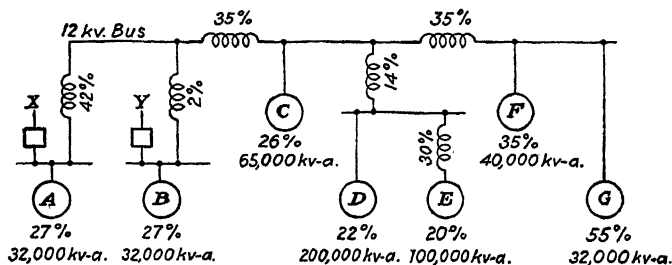 35%
35%
12 kv. Bus
42%
2%
14%
X
Y
C
F
26%
65,000 kv-a.
30%
35%
40,000 kv-a.
A
B
D
E
G
27%
32,000 kv-a.
27%
32,000 kv-a.
22%
200,000 kv-a.
20%
100,000 kv-a.
55%
32,000 kv-a.